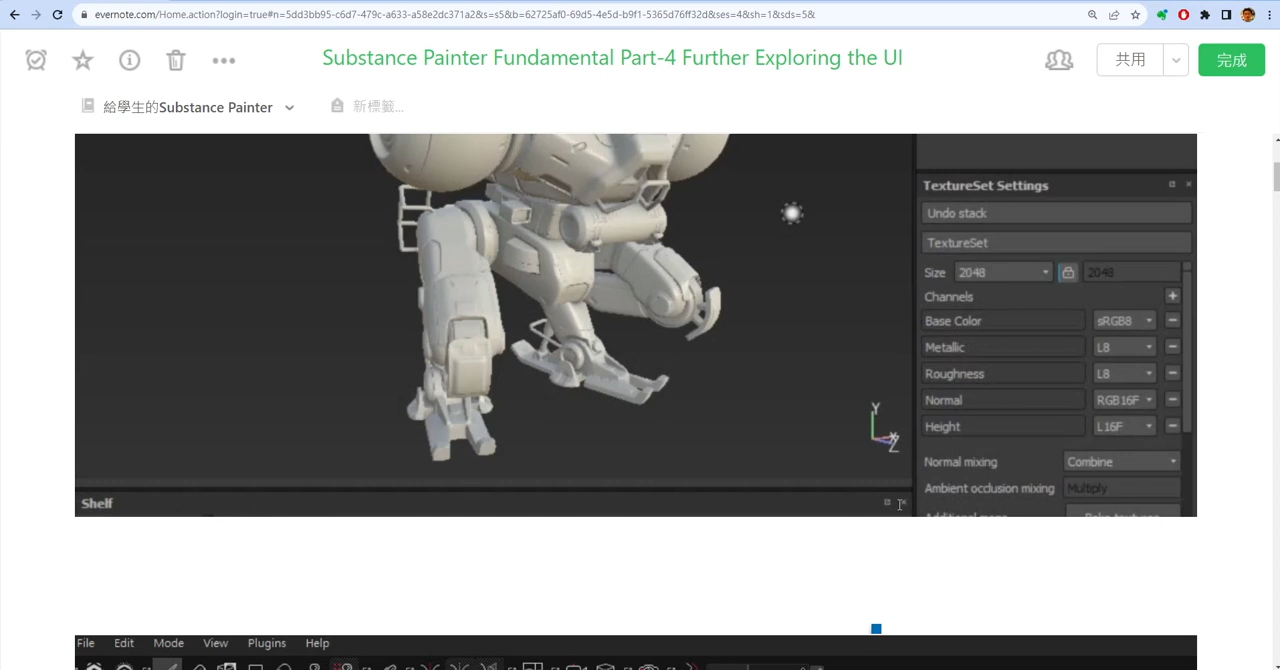 evernote.com/Home.action?login=true#n=5dd3bb95-c6d7-479c-a633-a58e2dc371a2&s=s5&b=62725af0-69d5-4e5d-b9f1-5365d76ff32d&ses=4&sh=1&sds=5&
Substance Painter Fundamental Part-4 Further Exploring the UI
共用
完成
給學生的Substance Painter
新標籤...
TextureSet Settings
Undo stack
TextureSet
Size 2048 2048
Channels
Base Color sRGB8
Metallic L8
Roughness L8
Normal RGB16F
Height L16F
Y
X
Z
Normal mixing Combine
Ambient occlusion mixing Multiply
Shelf
File Edit Mode View Plugins Help